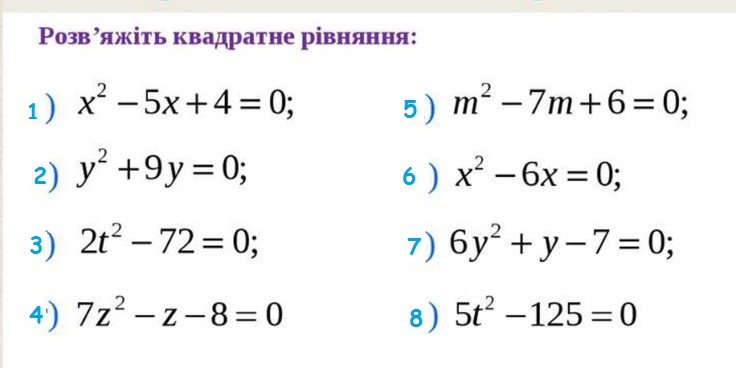 Розв’яжіть квадратне рівняння:
1) x² − 5x + 4 = 0;
2) y² + 9y = 0;
3) 2t² − 72 = 0;
4) 7z² − z − 8 = 0
5) m² − 7m + 6 = 0;
6) x² − 6x = 0;
7) 6y² + y − 7 = 0;
8) 5t² − 125 = 0